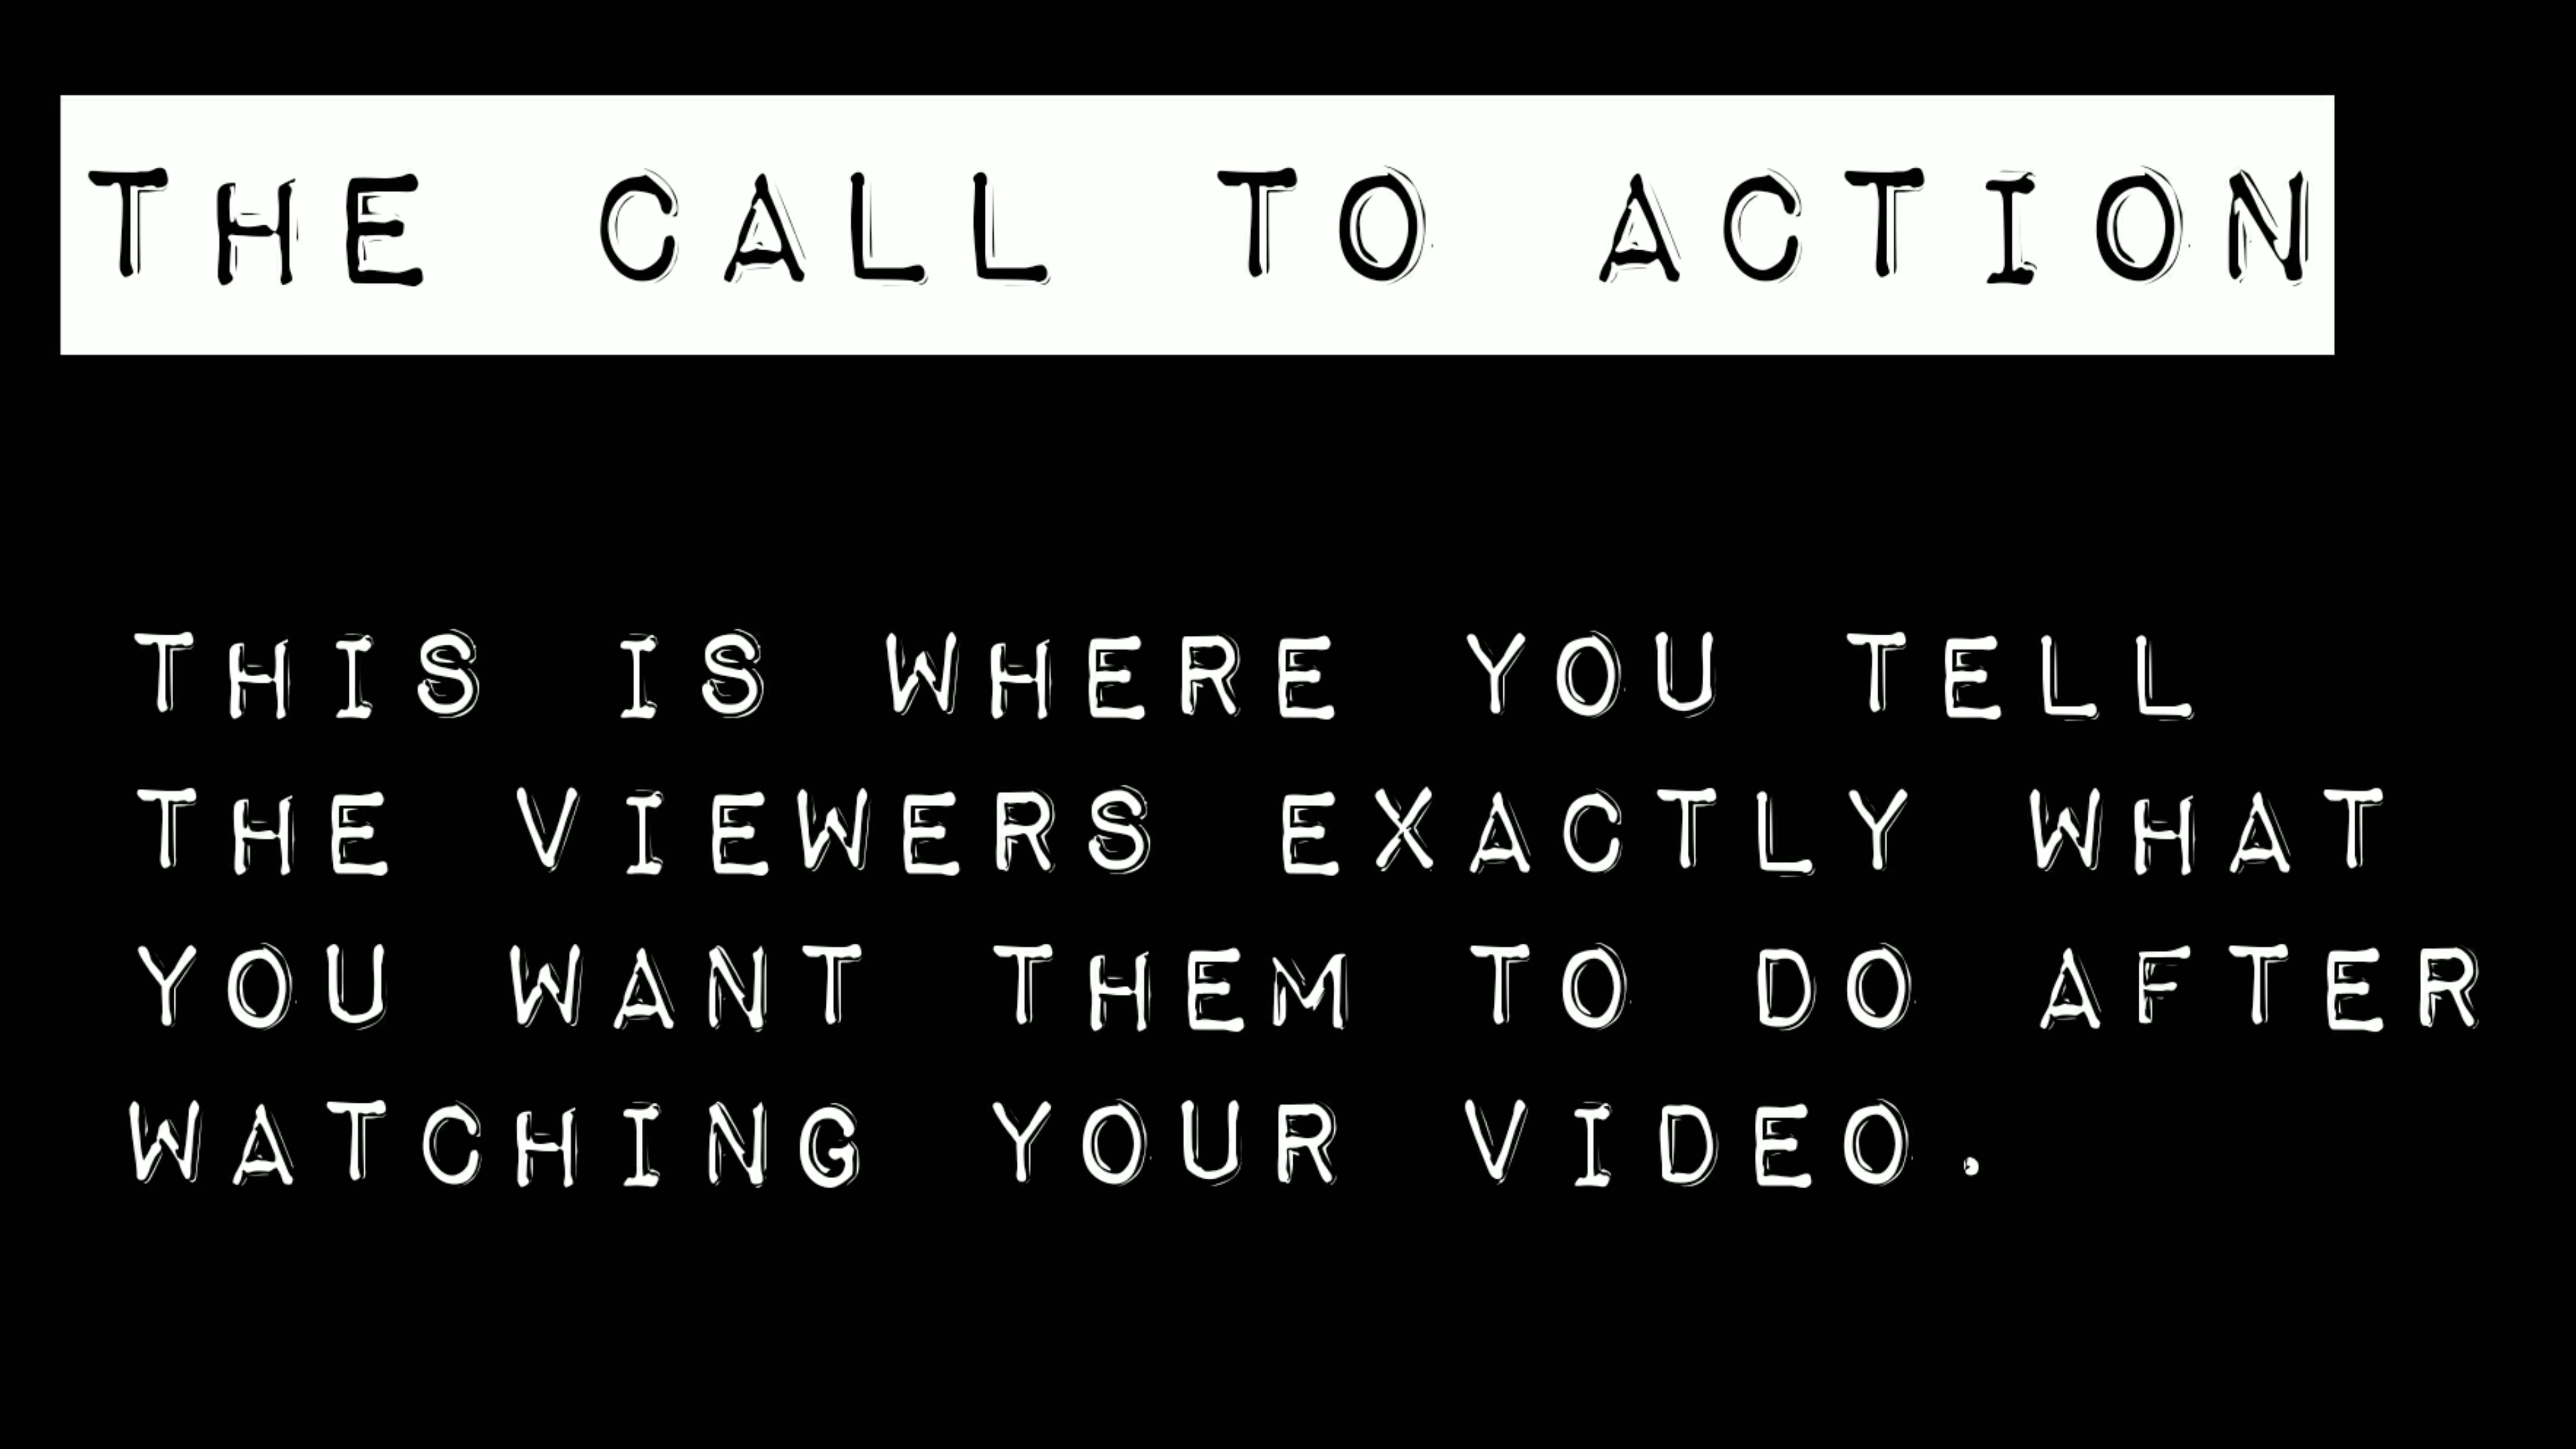 THE CALL TO ACTION
THIS IS WHERE YOU TELL
THE VIEWERS EXACTLY WHAT
YOU WANT THEM TO DO AFTER
WATCHING YOUR VIDEO.